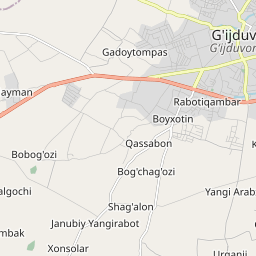 G'ijduv
G'ijduvon
Gadoytompas
ayman
Rabotiqambar
Boyxotin
Qassabon
K
Bobog'ozi
Bog'chag'ozi
algochi
Yangi Arab
Shag'alon
Janubiy Yangirabot
mbak
Xonsolar
Urganji